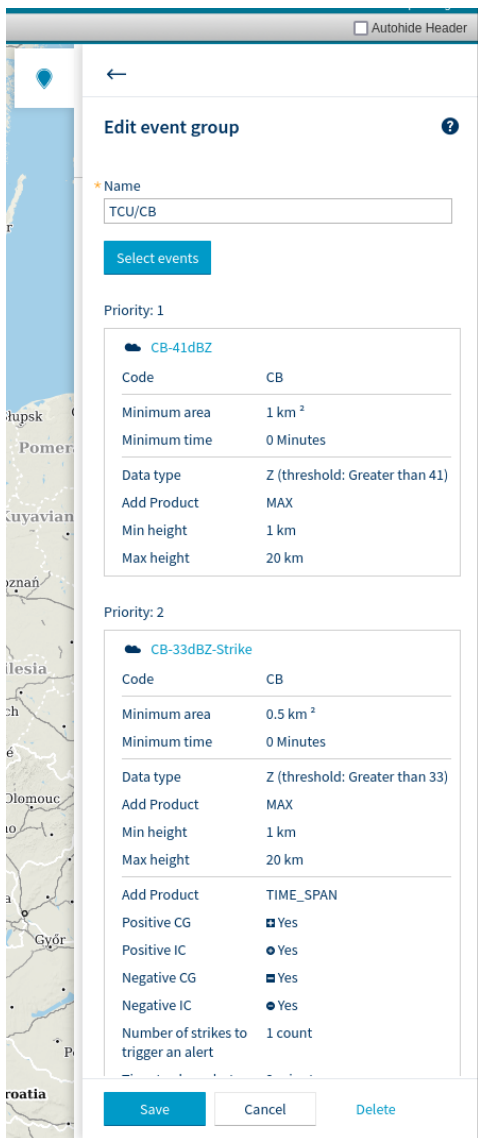 Autohide Header
Edit event group
* Name
TCU/CB
Select events
Priority: 1
CB-41dBZ
Code CB
Minimum area 1 km ²
Minimum time 0 Minutes
Data type Z (threshold: Greater than 41)
Add Product MAX
Min height 1 km
Max height 20 km
Priority: 2
CB-33dBZ-Strike
Code CB
Minimum area 0.5 km ²
Minimum time 0 Minutes
Data type Z (threshold: Greater than 33)
Add Product MAX
Min height 1 km
Max height 20 km
Add Product TIME_SPAN
Positive CG Yes
Positive IC Yes
Negative CG Yes
Negative IC Yes
Number of strikes to 1 count
trigger an alert
Save Cancel Delete
r
słupsk
Pomer
Kuyavian
oznań
ilesia
ch
é
Olomouc
no
a
Győr
P
roatia